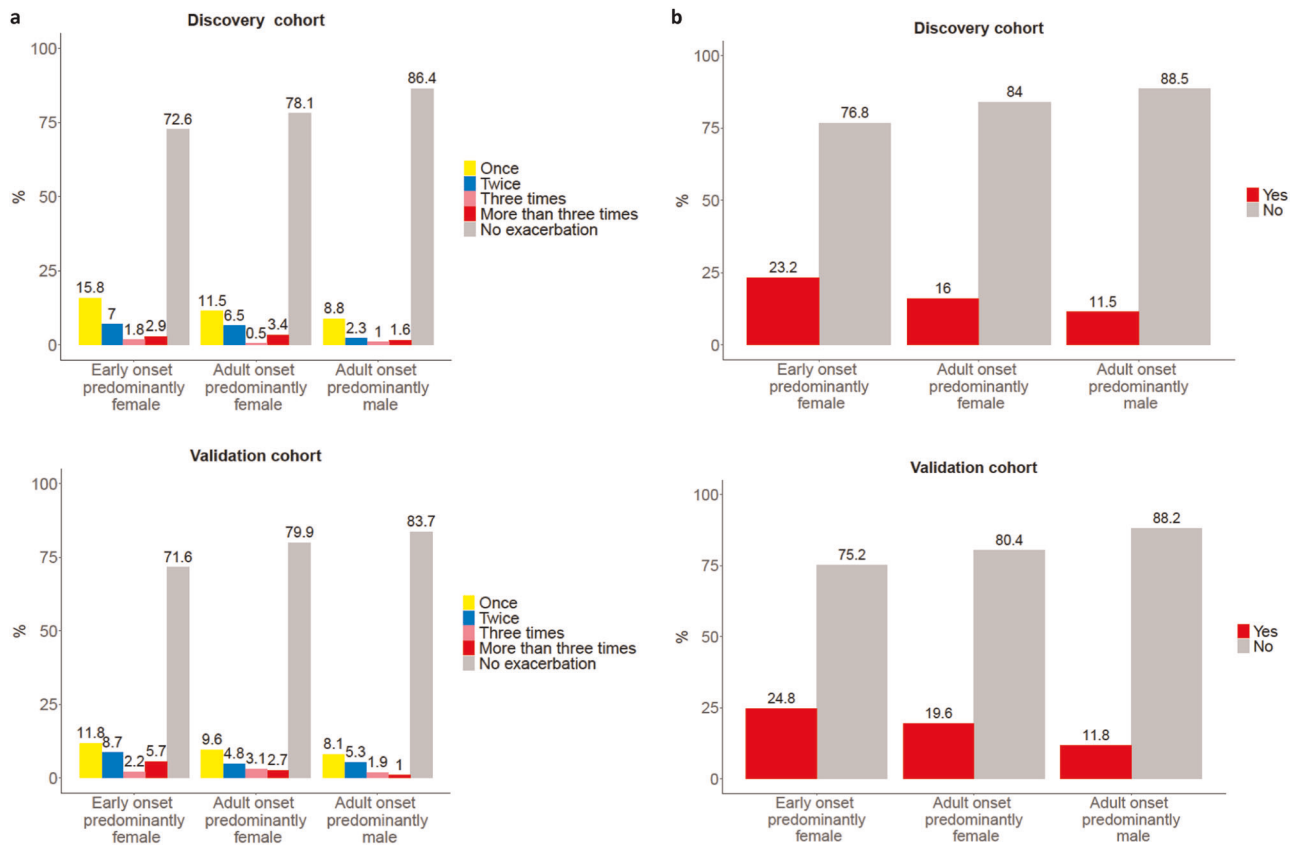 a
Discovery cohort
100
75
50
25
0
%
15.8
7
1.8
2.9
72.6
11.5
6.5
0.5
3.4
78.1
8.8
2.3
1
1.6
86.4
Early onset
predominantly
female
Adult onset
predominantly
female
Adult onset
predominantly
male
Once
Twice
Three times
More than three times
No exacerbation
b
Discovery cohort
100
75
50
25
0
%
23.2
76.8
16
84
11.5
88.5
Early onset
predominantly
female
Adult onset
predominantly
female
Adult onset
predominantly
male
Yes
No
Validation cohort
100
75
50
25
0
%
11.8
8.7
2.2
5.7
71.6
9.6
4.8
3.1
2.7
79.9
8.1
5.3
1.9
1
83.7
Early onset
predominantly
female
Adult onset
predominantly
female
Adult onset
predominantly
male
Once
Twice
Three times
More than three times
No exacerbation
Validation cohort
100
75
50
25
0
%
24.8
75.2
19.6
80.4
11.8
88.2
Early onset
predominantly
female
Adult onset
predominantly
female
Adult onset
predominantly
male
Yes
No